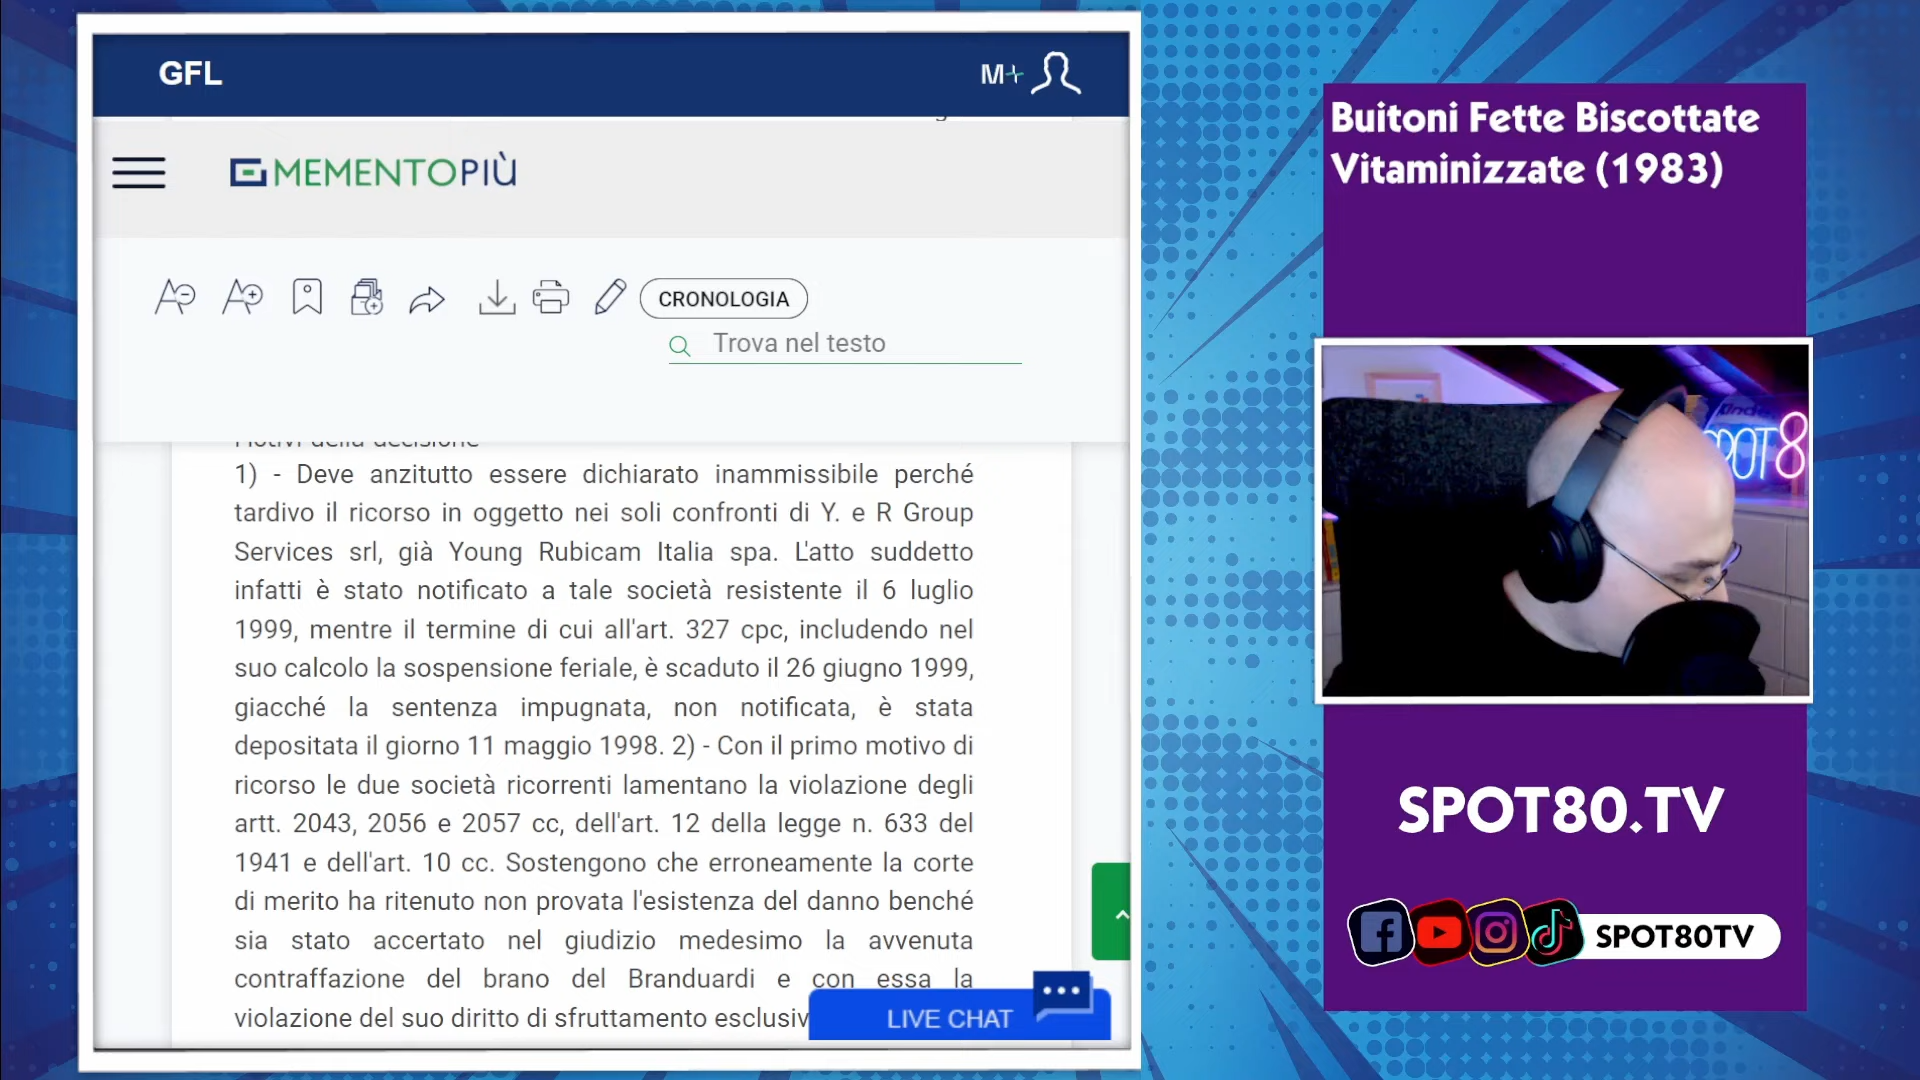 GFL
M+
MEMENTOPIÙ
CRONOLOGIA
Trova nel testo
Motivi della decisione
1) - Deve anzitutto essere dichiarato inammissibile perché
tardivo il ricorso in oggetto nei soli confronti di Y. e R Group
Services srl, già Young Rubicam Italia spa. L'atto suddetto
infatti è stato notificato a tale società resistente il 6 luglio
1999, mentre il termine di cui all'art. 327 cpc, includendo nel
suo calcolo la sospensione feriale, è scaduto il 26 giugno 1999,
giacché la sentenza impugnata, non notificata, è stata
depositata il giorno 11 maggio 1998. 2) - Con il primo motivo di
ricorso le due società ricorrenti lamentano la violazione degli
artt. 2043, 2056 e 2057 cc, dell'art. 12 della legge n. 633 del
1941 e dell'art. 10 cc. Sostengono che erroneamente la corte
di merito ha ritenuto non provata l'esistenza del danno benché
sia stato accertato nel giudizio medesimo la avvenuta
contraffazione del brano del Branduardi e con essa la
violazione del suo diritto di sfruttamento esclusiv
LIVE CHAT
Buitoni Fette Biscottate
Vitaminizzate (1983)
POT8
SPOT80.TV
SPOT80TV